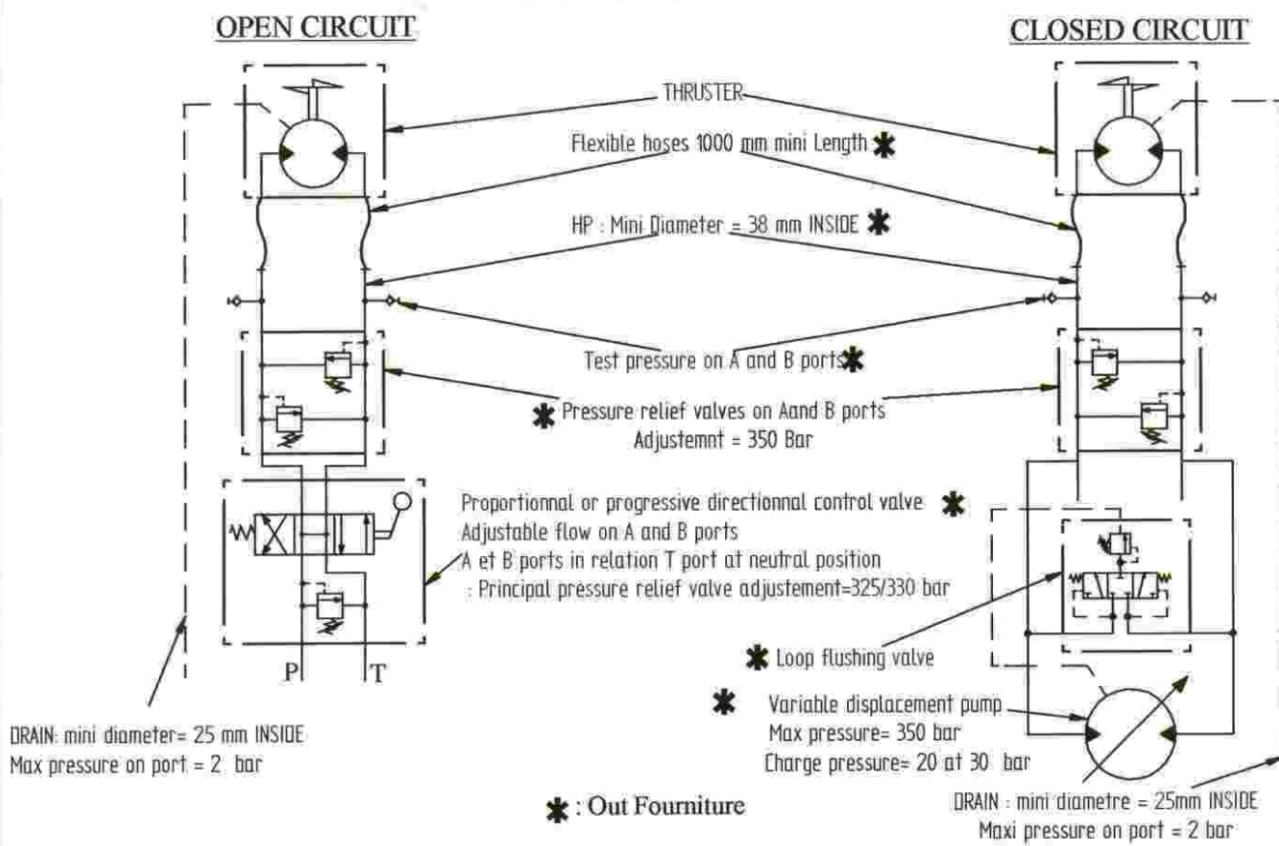 OPEN CIRCUIT
CLOSED CIRCUIT
THRUSTER
Flexible hoses 1000 mm mini Length ✱
HP : Mini Diameter = 38 mm INSIDE ✱
Test pressure on A and B ports ✱
✱ Pressure relief valves on Aand B ports
Adjustemnt = 350 Bar
Proportionnal or progressive directionnal control valve ✱
Adjustable flow on A and B ports
A et B ports in relation T port at neutral position
: Principal pressure relief valve adjustement=325/330 bar
P T
✱ Loop flushing valve
✱ Variable displacement pump
Max pressure= 350 bar
Charge pressure= 20 at 30 bar
DRAIN: mini diameter= 25 mm INSIDE
Max pressure on port = 2 bar
✱ : Out Fourniture
DRAIN : mini diametre = 25mm INSIDE
Maxi pressure on port = 2 bar